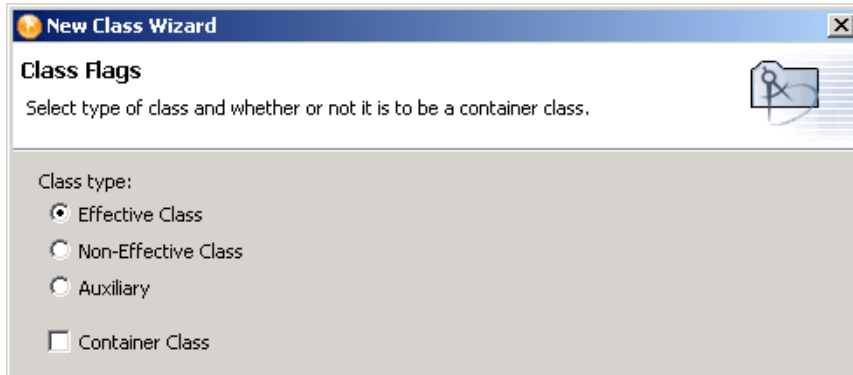 New Class Wizard
Class Flags
Select type of class and whether or not it is to be a container class.
Class type:
Effective Class
Non-Effective Class
Auxiliary
Container Class